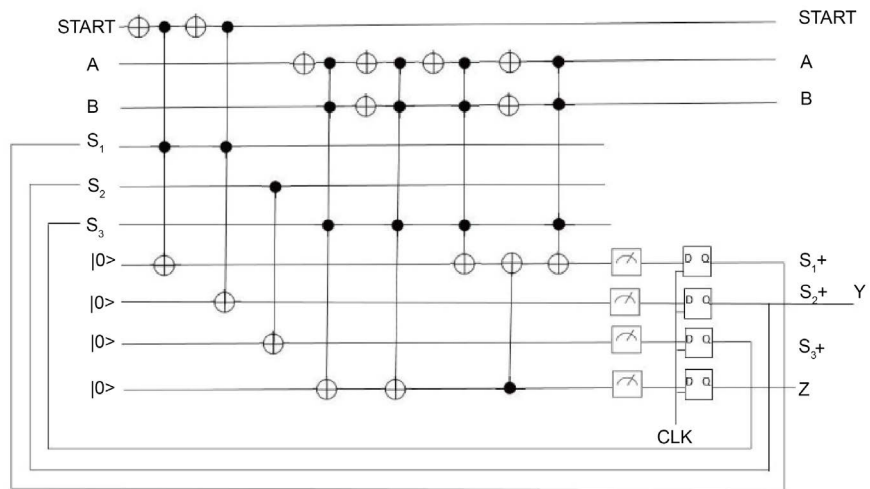 START START
A A
B B
S₁
S₂
S₃
|0> D Q S₁+
|0> D Q S₂+ Y
|0> D Q S₃+
|0> D Q Z
CLK